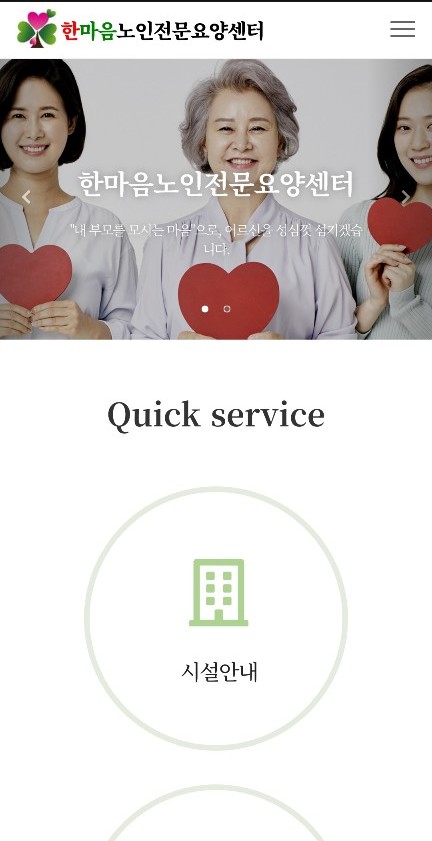 한마음노인전문요양센터
한마음노인전문요양센터
"내 부모를 모시는 마음"으로, 어르신을 성심껏 섬기겠습
니다.
Quick service
시설안내